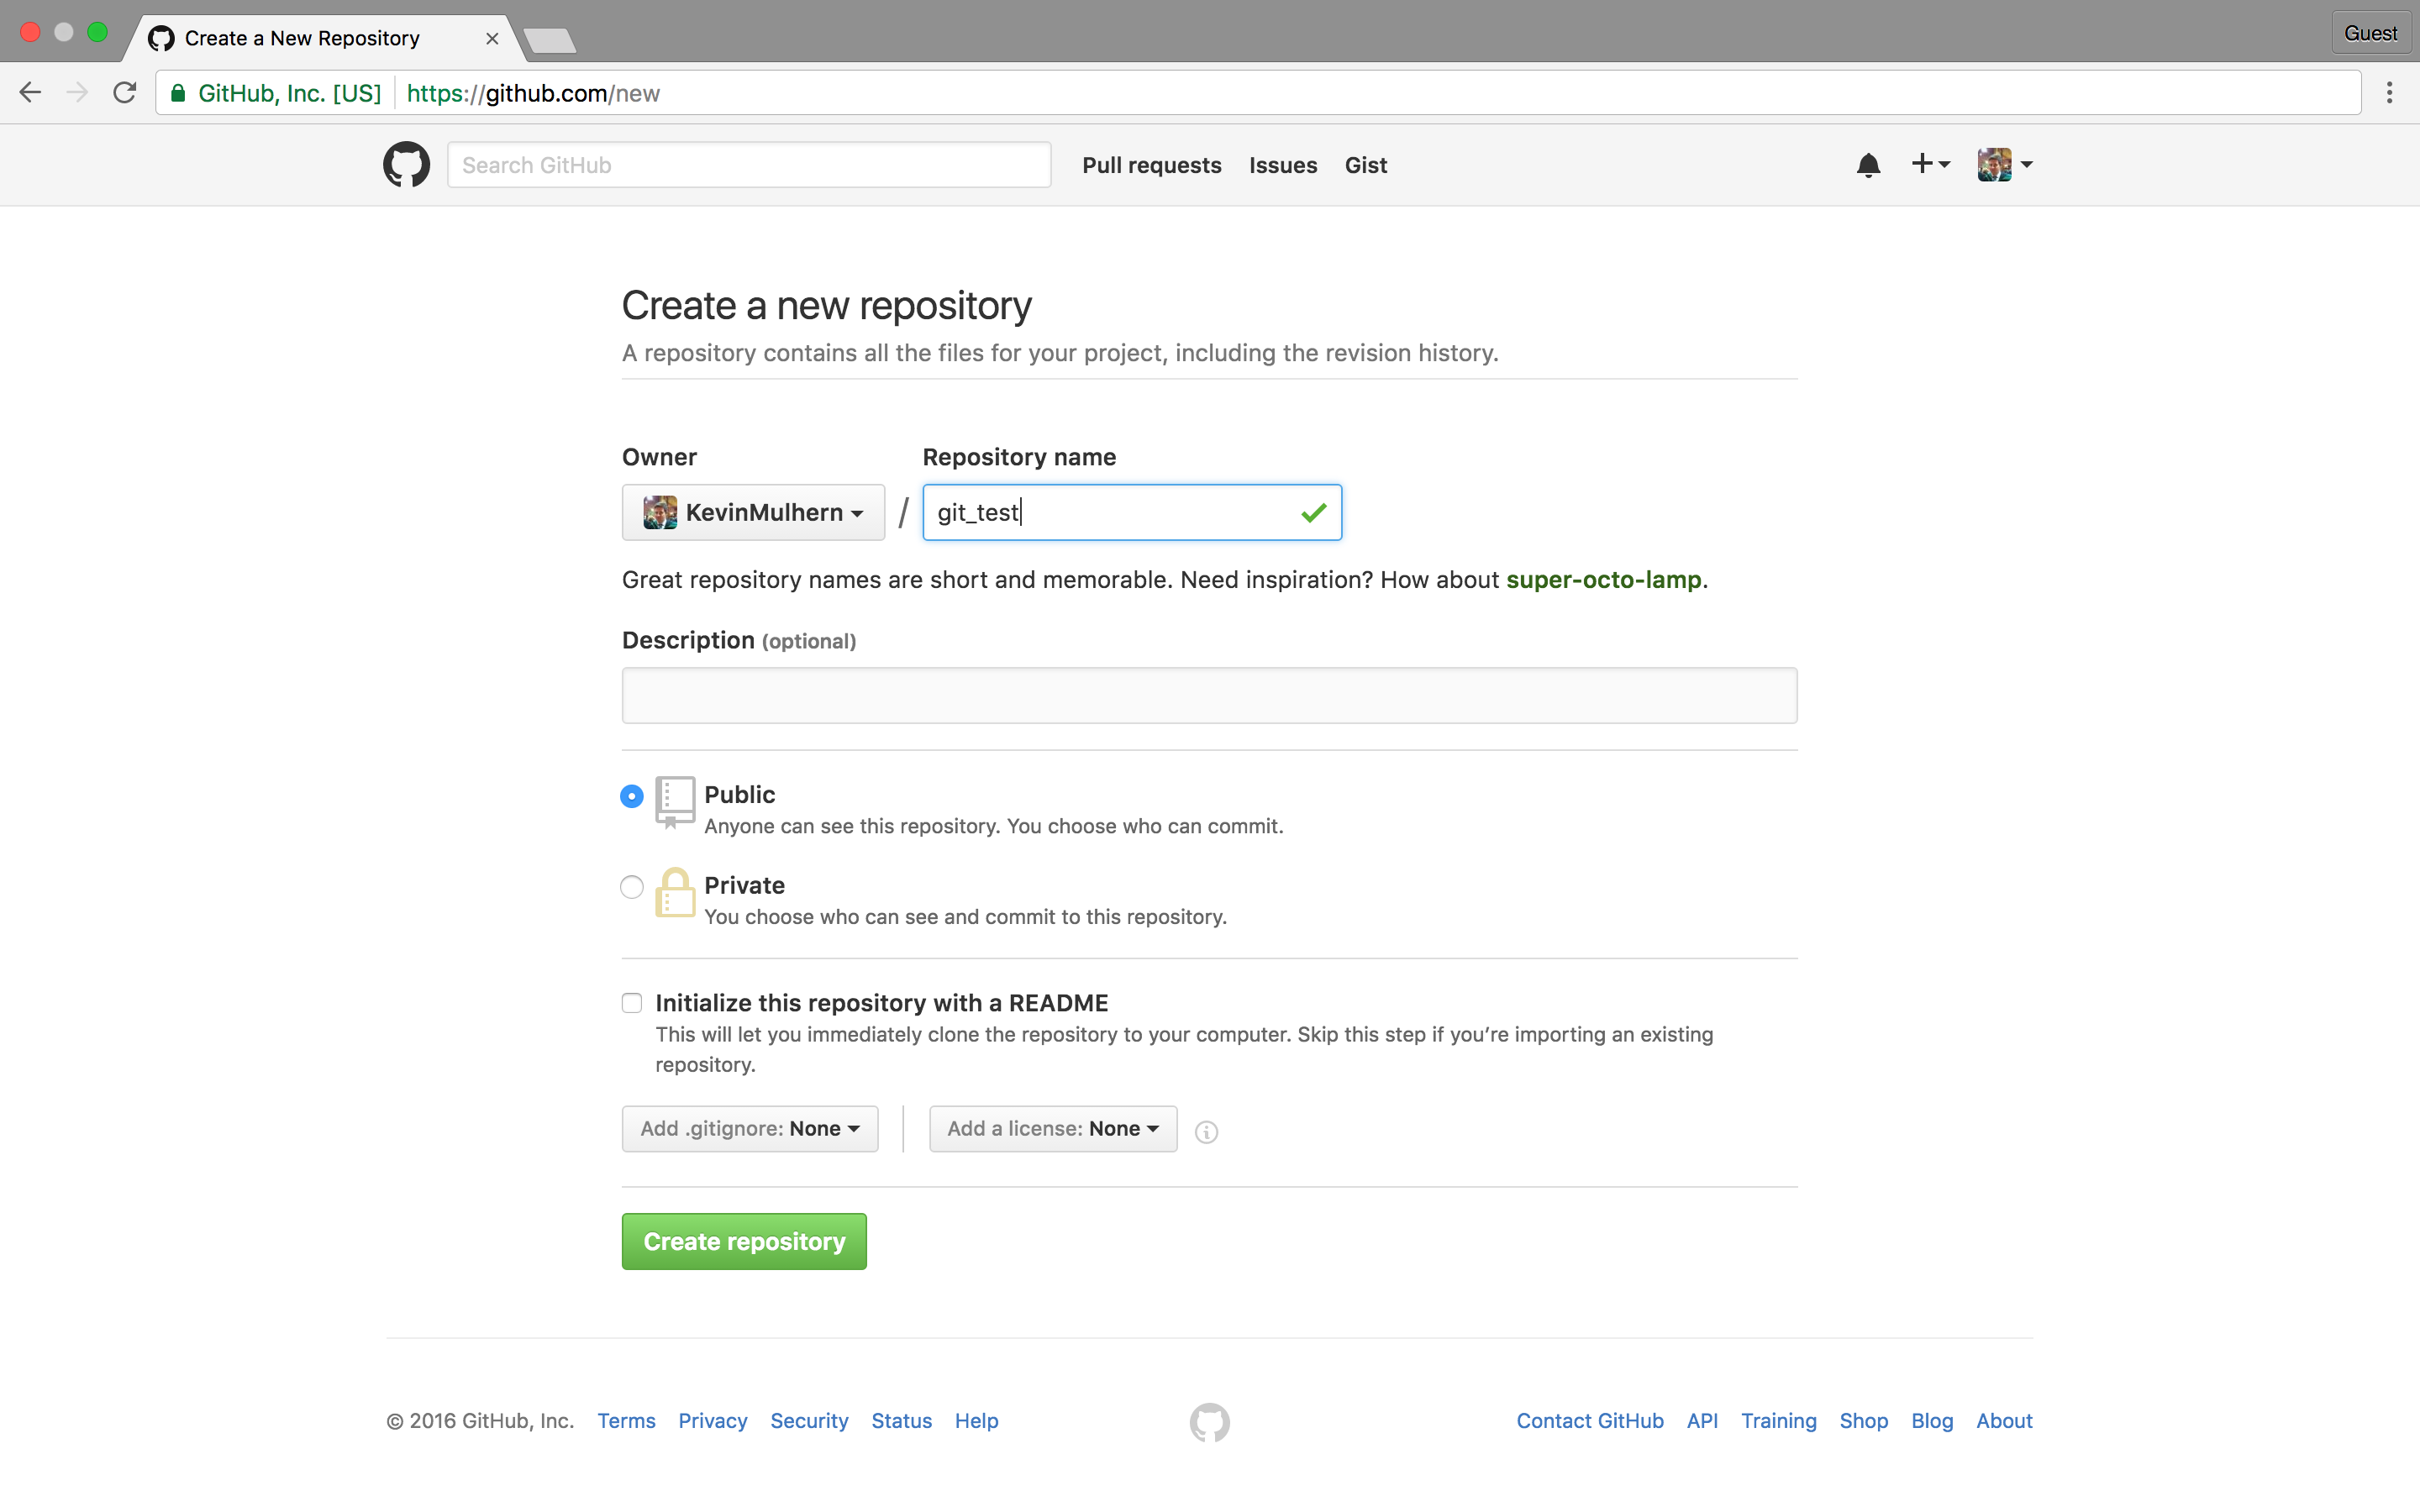 Create a New Repository
Guest
GitHub, Inc. [US] https://github.com/new
Search GitHub Pull requests Issues Gist
Create a new repository
A repository contains all the files for your project, including the revision history.
Owner Repository name
KevinMulhern / git_test
Great repository names are short and memorable. Need inspiration? How about super-octo-lamp.
Description (optional)
Public
Anyone can see this repository. You choose who can commit.
Private
You choose who can see and commit to this repository.
Initialize this repository with a README
This will let you immediately clone the repository to your computer. Skip this step if you’re importing an existing
repository.
Add .gitignore: None Add a license: None
Create repository
© 2016 GitHub, Inc. Terms Privacy Security Status Help Contact GitHub API Training Shop Blog About